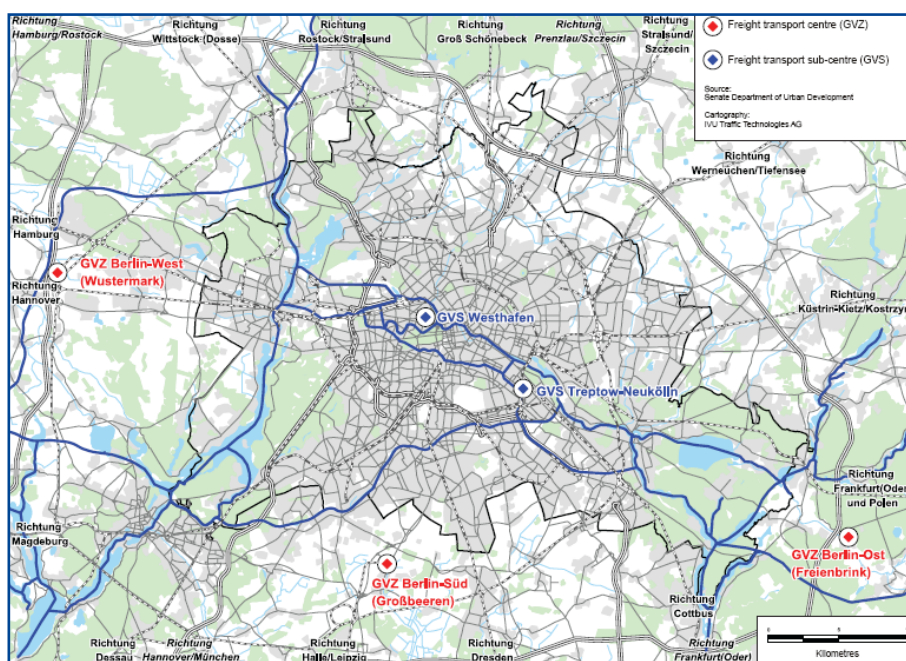 Richtung
Hamburg/Rostock
Richtung
Wittstock (Dosse)
Richtung
Rostock/Stralsund
Richtung
Groß Schönebeck
Richtung
Prenzlau/Szczecin
Richtung
Stralsund/
Szczecin
Freight transport centre (GVZ)
Freight transport sub-centre (GVS)
Source:
Senate Department of Urban Development
Cartography:
IVU Traffic Technologies AG
Richtung
Werneuchen/Tiefensee
Richtung
Hamburg
GVZ Berlin-West
(Wustermark)
Richtung
Hannover
Richtung
Küstrin-Kietz/Kostrzyn
GVS Westhafen
GVS Treptow-Neukölln
Richtung
Frankfurt(Oder)
und Polen
Richtung
Magdeburg
GVZ Berlin-Ost
(Freienbrink)
GVZ Berlin-Süd
(Großbeeren)
Richtung
Cottbus
Richtung
Dessau
Richtung
Hannover/München
Richtung
Halle/Leipzig
Richtung
Dresden
Richtung
Frankfurt(Oder)
Kilometres